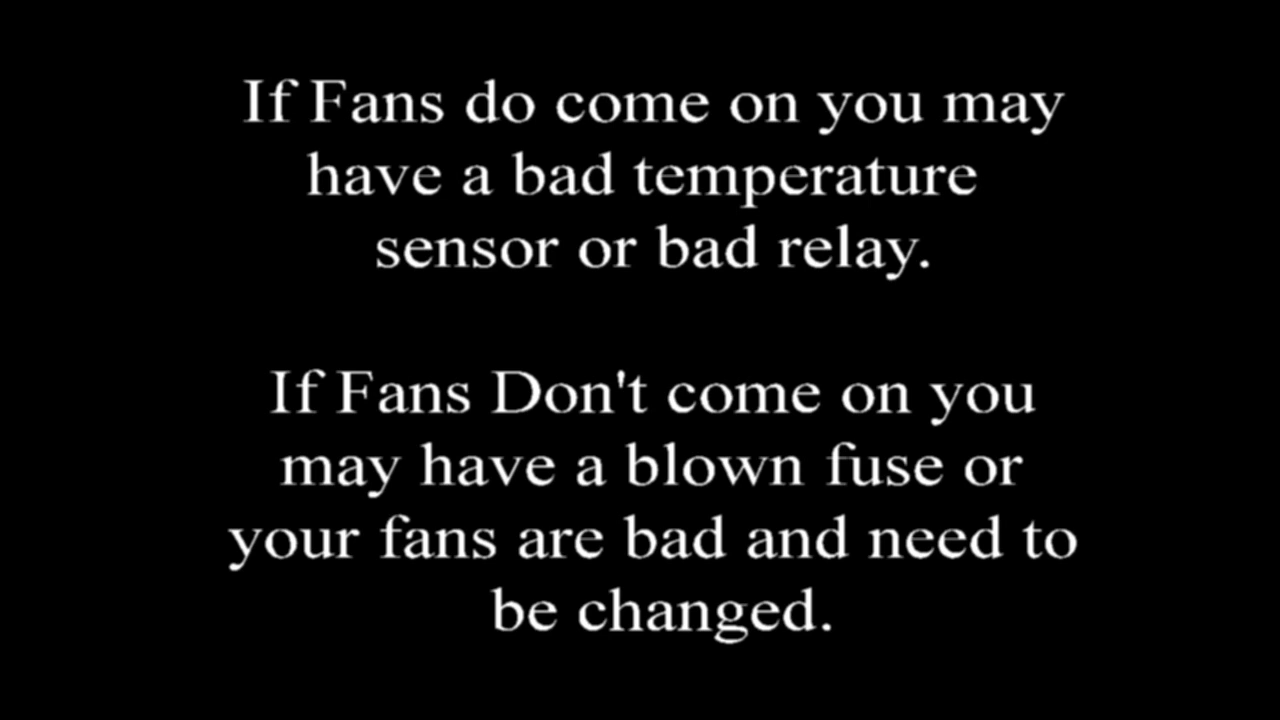 If Fans do come on you may
have a bad temperature
sensor or bad relay.
If Fans Don't come on you
may have a blown fuse or
your fans are bad and need to
be changed.